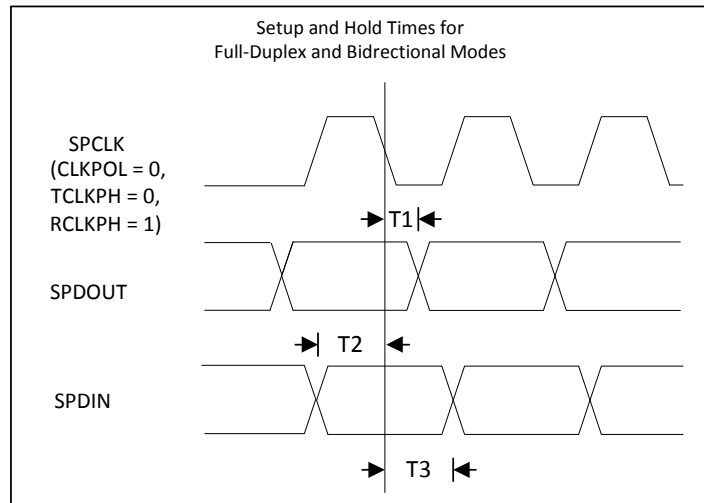 Setup and Hold Times for
Full-Duplex and Bidrectional Modes
SPCLK
(CLKPOL = 0,
TCLKPH = 0,
RCLKPH = 1)
T1
SPDOUT
T2
SPDIN
T3